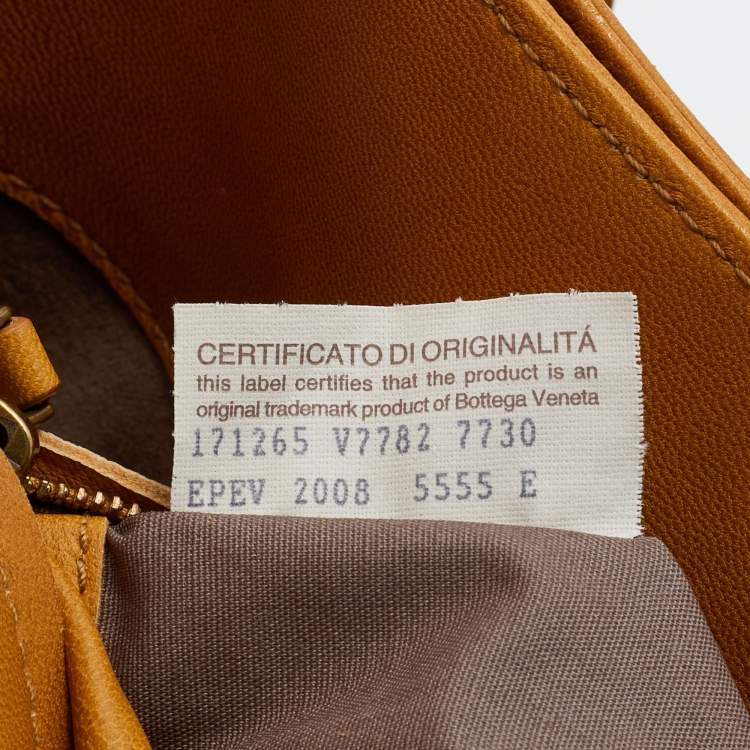 CERTIFICATO DI ORIGINALITÁ
this label certifies that the product is an
original trademark product of Bottega Veneta
171265 V7782 7730
EPEV 2008 5555 E